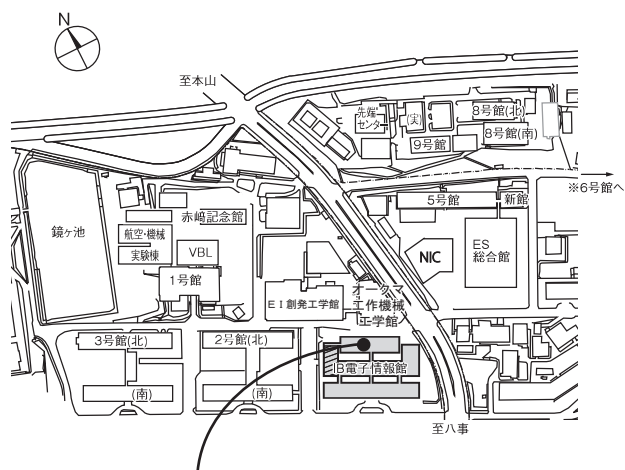 N
至本山
先端
センタ
(実)
8号館(北)
8号館(南)
9号館
※6号館へ
5号館
新館
鏡ヶ池
赤﨑記念館
航空・機械
実験棟
VBL
1号館
NIC
ES
総合館
EI創発工学館
オークマ
工作機械
工学館
3号館(北)
2号館(北)
IB電子情報館
(南)
(南)
至八事